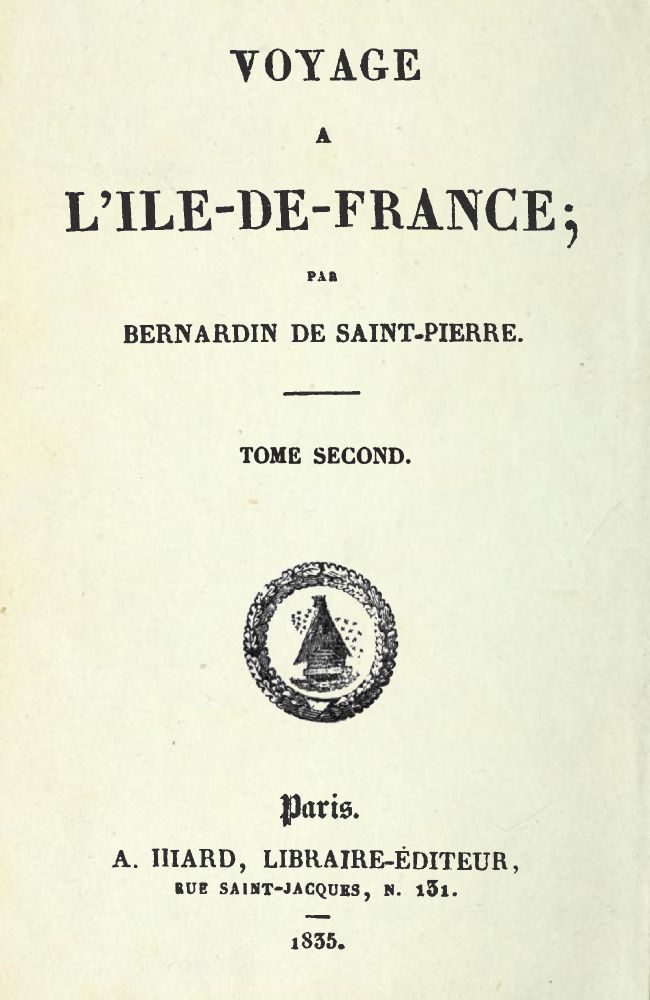 VOYAGE
A
L'ILE-DE-FRANCE;
PAR
BERNARDIN DE SAINT-PIERRE.
TOME SECOND.
Paris.
A. HIARD, LIBRAIRE-ÉDITEUR,
RUE SAINT-JACQUES, N. 131.
1835.